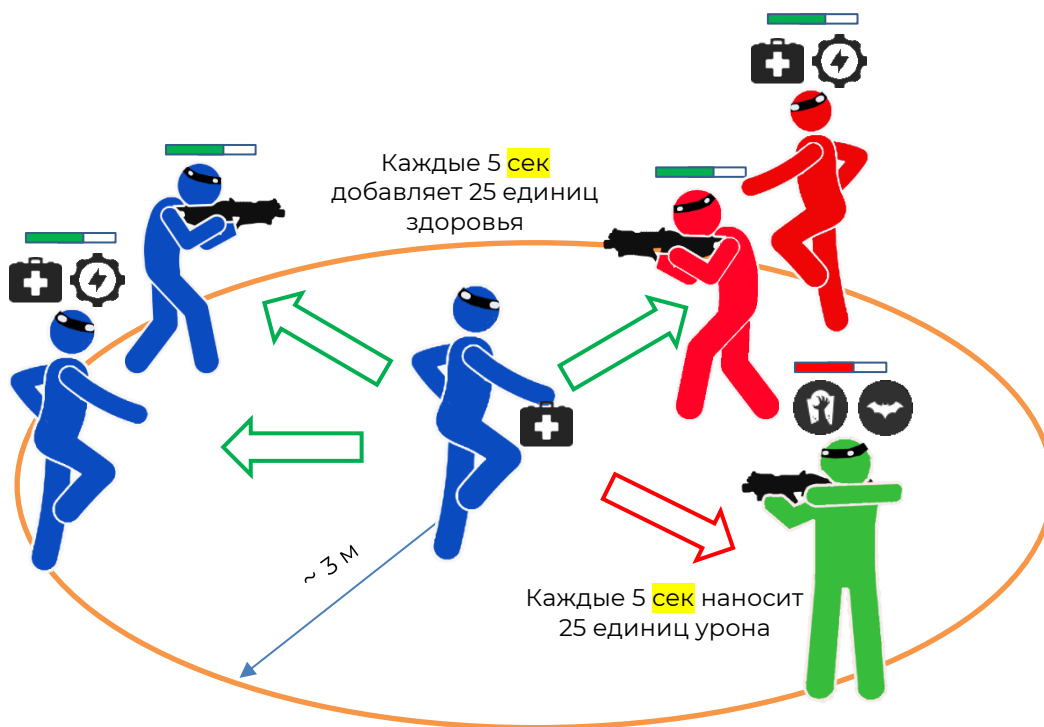 Каждые 5 сек
добавляет 25 единиц
здоровья
~ 3 м
Каждые 5 сек наносит
25 единиц урона